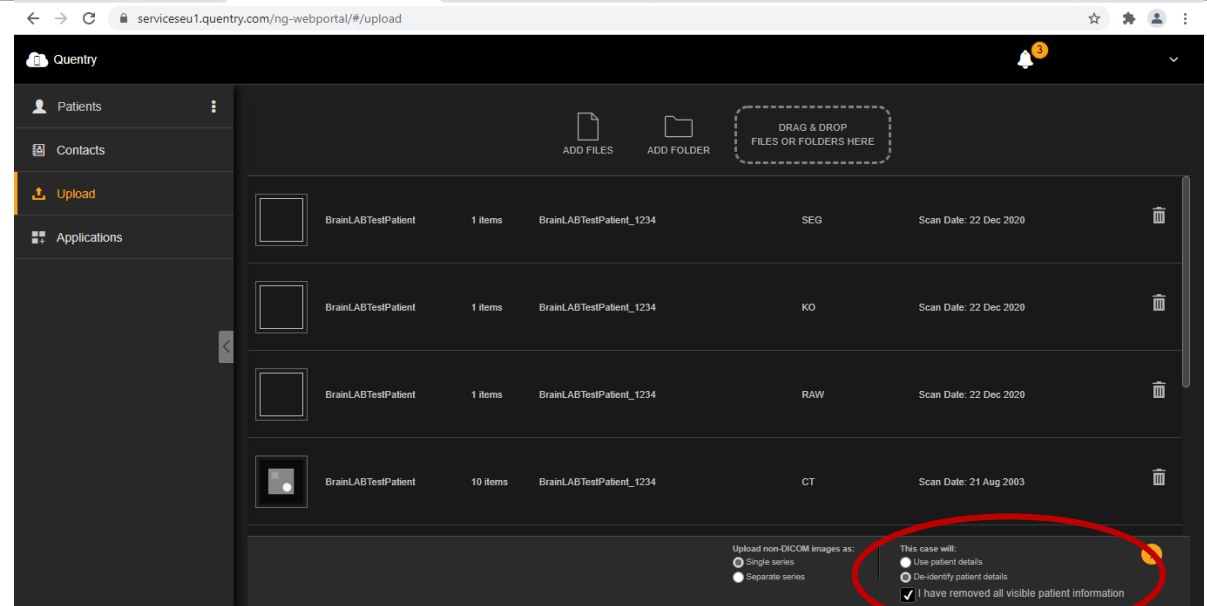 serviceseu1.quentry.com/ng-webportal/#/upload
Quentry
3
Patients
Contacts
Upload
Applications
ADD FILES
ADD FOLDER
DRAG & DROP
FILES OR FOLDERS HERE
BrainLABTestPatient 1 items BrainLABTestPatient_1234 SEG Scan Date: 22 Dec 2020
BrainLABTestPatient 1 items BrainLABTestPatient_1234 KO Scan Date: 22 Dec 2020
BrainLABTestPatient 1 items BrainLABTestPatient_1234 RAW Scan Date: 22 Dec 2020
BrainLABTestPatient 10 items BrainLABTestPatient_1234 CT Scan Date: 21 Aug 2003
Upload non-DICOM images as:
Single series
Separate series
This case will:
Use patient details
De-identify patient details
I have removed all visible patient information